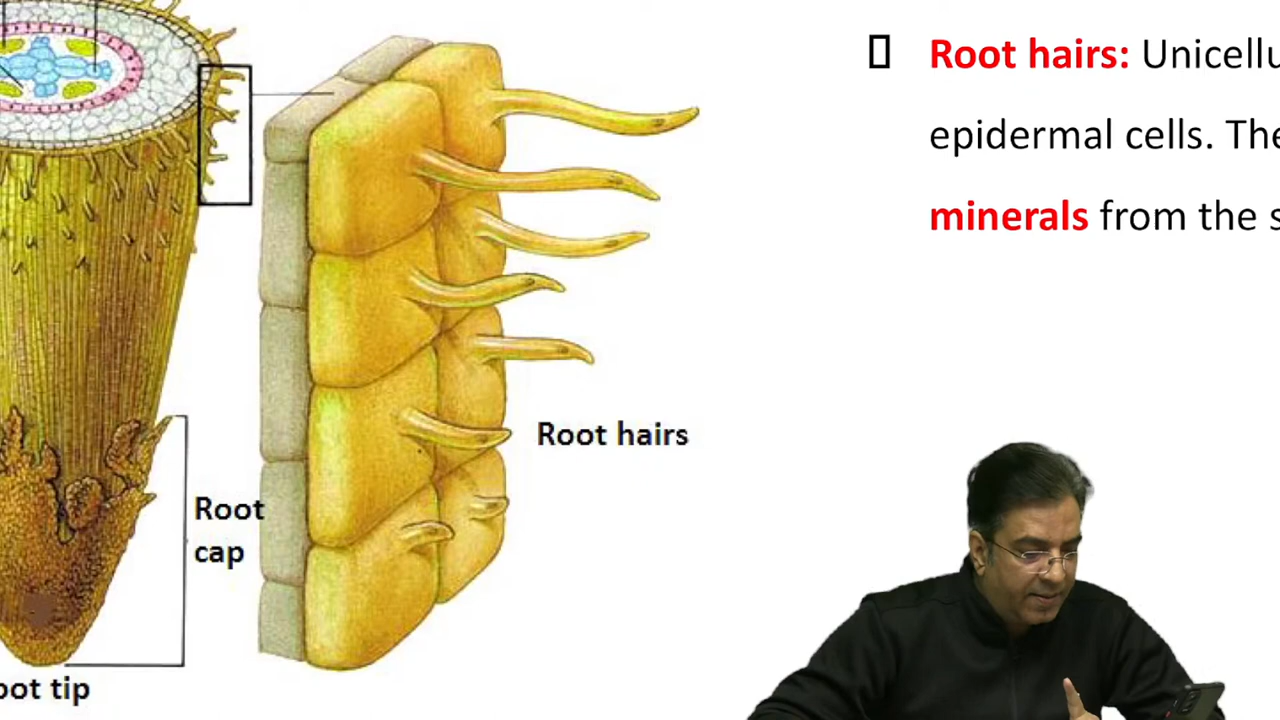 Root hairs: Unicellu
epidermal cells. The
minerals from the s
Root hairs
Root
cap
oot tip